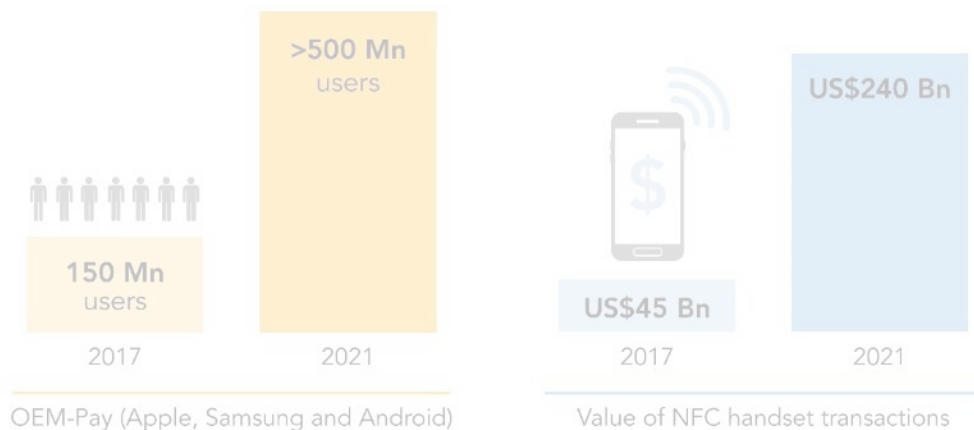 >500 Mn
users
150 Mn
users
2017
2021
OEM-Pay (Apple, Samsung and Android)
US$240 Bn
$
US$45 Bn
2017
2021
Value of NFC handset transactions